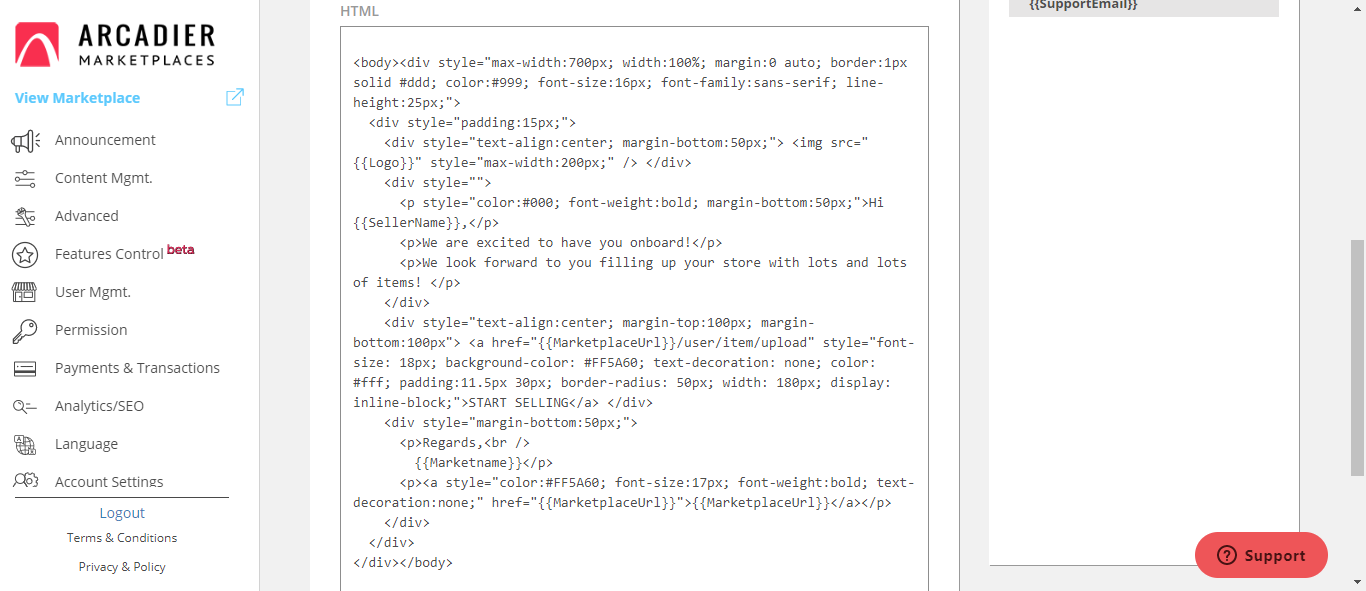 ARCADIER
MARKETPLACES
View Marketplace
Announcement
Content Mgmt.
Advanced
Features Control beta
User Mgmt.
Permission
Payments & Transactions
Analytics/SEO
Language
Account Settings
Logout
Terms & Conditions
Privacy & Policy
HTML
<body><div style="max-width:700px; width:100%; margin:0 auto; border:1px
solid #ddd; color:#999; font-size:16px; font-family:sans-serif; line-
height:25px;">
  <div style="padding:15px;">
    <div style="text-align:center; margin-bottom:50px;"> <img src="
{{Logo}}" style="max-width:200px;" /> </div>
    <div style="">
      <p style="color:#000; font-weight:bold; margin-bottom:50px;">Hi
{{SellerName}},</p>
      <p>We are excited to have you onboard!</p>
      <p>We look forward to you filling up your store with lots and lots
of items! </p>
    </div>
    <div style="text-align:center; margin-top:100px; margin-
bottom:100px"> <a href="{{MarketplaceUrl}}/user/item/upload" style="font-
size: 18px; background-color: #FF5A60; text-decoration: none; color:
#fff; padding:11.5px 30px; border-radius: 50px; width: 180px; display:
inline-block;">START SELLING</a> </div>
    <div style="margin-bottom:50px;">
      <p>Regards,<br />
        {{Marketname}}</p>
      <p><a style="color:#FF5A60; font-size:17px; font-weight:bold; text-
decoration:none;" href="{{MarketplaceUrl}}">{{MarketplaceUrl}}</a></p>
    </div>
  </div>
</div></body>
{{SupportEmail}}
Support